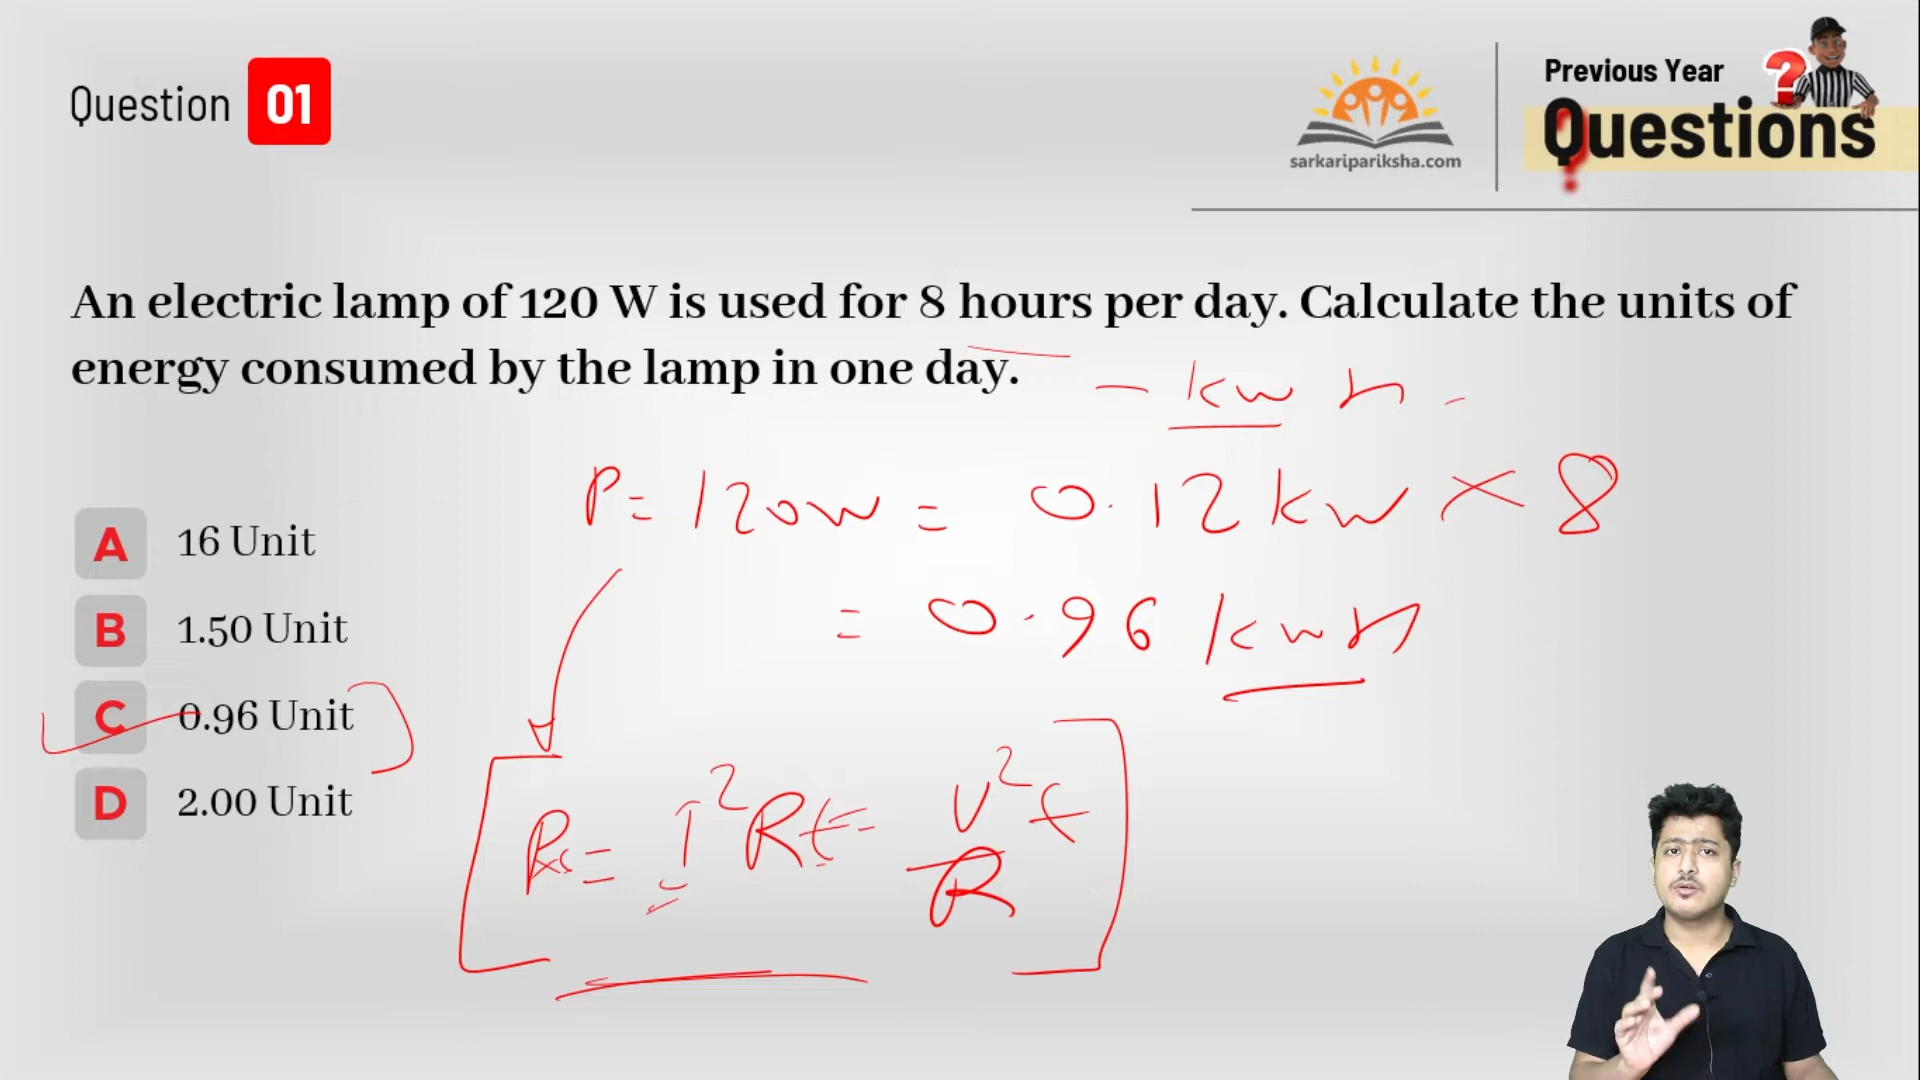 Question 01
sarkaripariksha.com
Previous Year
Questions
An electric lamp of 120 W is used for 8 hours per day. Calculate the units of
energy consumed by the lamp in one day.
- kw h -
P = 120w = 0.12 kw × 8
= 0.96 kwh
A 16 Unit
B 1.50 Unit
C 0.96 Unit
D 2.00 Unit
= I²Rt = V²t
R